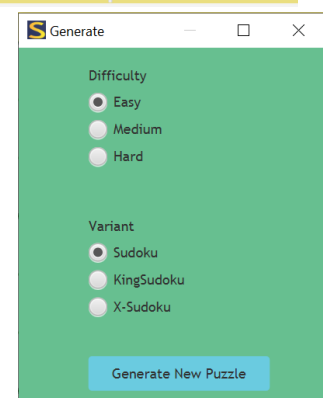 S Generate
Difficulty
Easy
Medium
Hard
Variant
Sudoku
KingSudoku
X-Sudoku
Generate New Puzzle